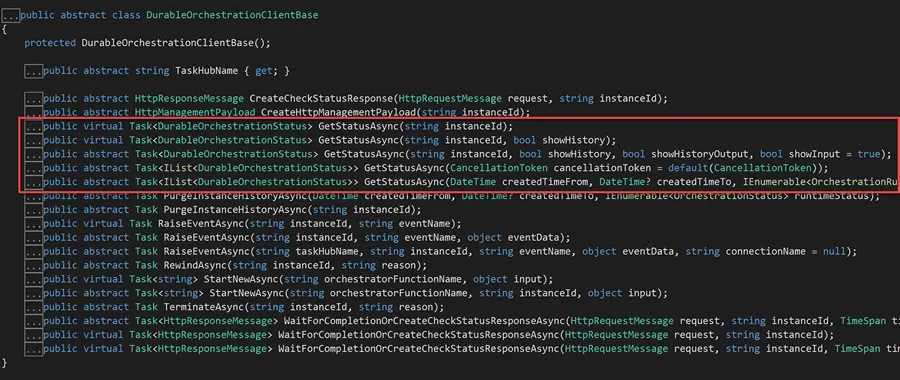 ...public abstract class DurableOrchestrationClientBase
{
protected DurableOrchestrationClientBase();
...public abstract string TaskHubName { get; }
...public abstract HttpResponseMessage CreateCheckStatusResponse(HttpRequestMessage request, string instanceId);
...public abstract HttpManagementPayload CreateHttpManagementPayload(string instanceId);
...public virtual Task<DurableOrchestrationStatus> GetStatusAsync(string instanceId);
...public virtual Task<DurableOrchestrationStatus> GetStatusAsync(string instanceId, bool showHistory);
...public abstract Task<DurableOrchestrationStatus> GetStatusAsync(string instanceId, bool showHistory, bool showHistoryOutput, bool showInput = true);
...public abstract Task<IList<DurableOrchestrationStatus>> GetStatusAsync(CancellationToken cancellationToken = default(CancellationToken));
...public abstract Task<IList<DurableOrchestrationStatus>> GetStatusAsync(DateTime createdTimeFrom, DateTime? createdTimeTo, IEnumerable<OrchestrationRu
...public abstract Task PurgeInstanceHistoryAsync(DateTime createdTimeFrom, DateTime? createdTimeTo, IEnumerable<OrchestrationStatus> runtimeStatus);
...public abstract Task PurgeInstanceHistoryAsync(string instanceId);
...public virtual Task RaiseEventAsync(string instanceId, string eventName);
...public abstract Task RaiseEventAsync(string instanceId, string eventName, object eventData);
...public abstract Task RaiseEventAsync(string taskHubName, string instanceId, string eventName, object eventData, string connectionName = null);
...public abstract Task RewindAsync(string instanceId, string reason);
...public virtual Task<string> StartNewAsync(string orchestratorFunctionName, object input);
...public abstract Task<string> StartNewAsync(string orchestratorFunctionName, string instanceId, object input);
...public abstract Task TerminateAsync(string instanceId, string reason);
...public abstract Task<HttpResponseMessage> WaitForCompletionOrCreateCheckStatusResponseAsync(HttpRequestMessage request, string instanceId, TimeSpan ti
...public virtual Task<HttpResponseMessage> WaitForCompletionOrCreateCheckStatusResponseAsync(HttpRequestMessage request, string instanceId);
...public virtual Task<HttpResponseMessage> WaitForCompletionOrCreateCheckStatusResponseAsync(HttpRequestMessage request, string instanceId, TimeSpan tim
}